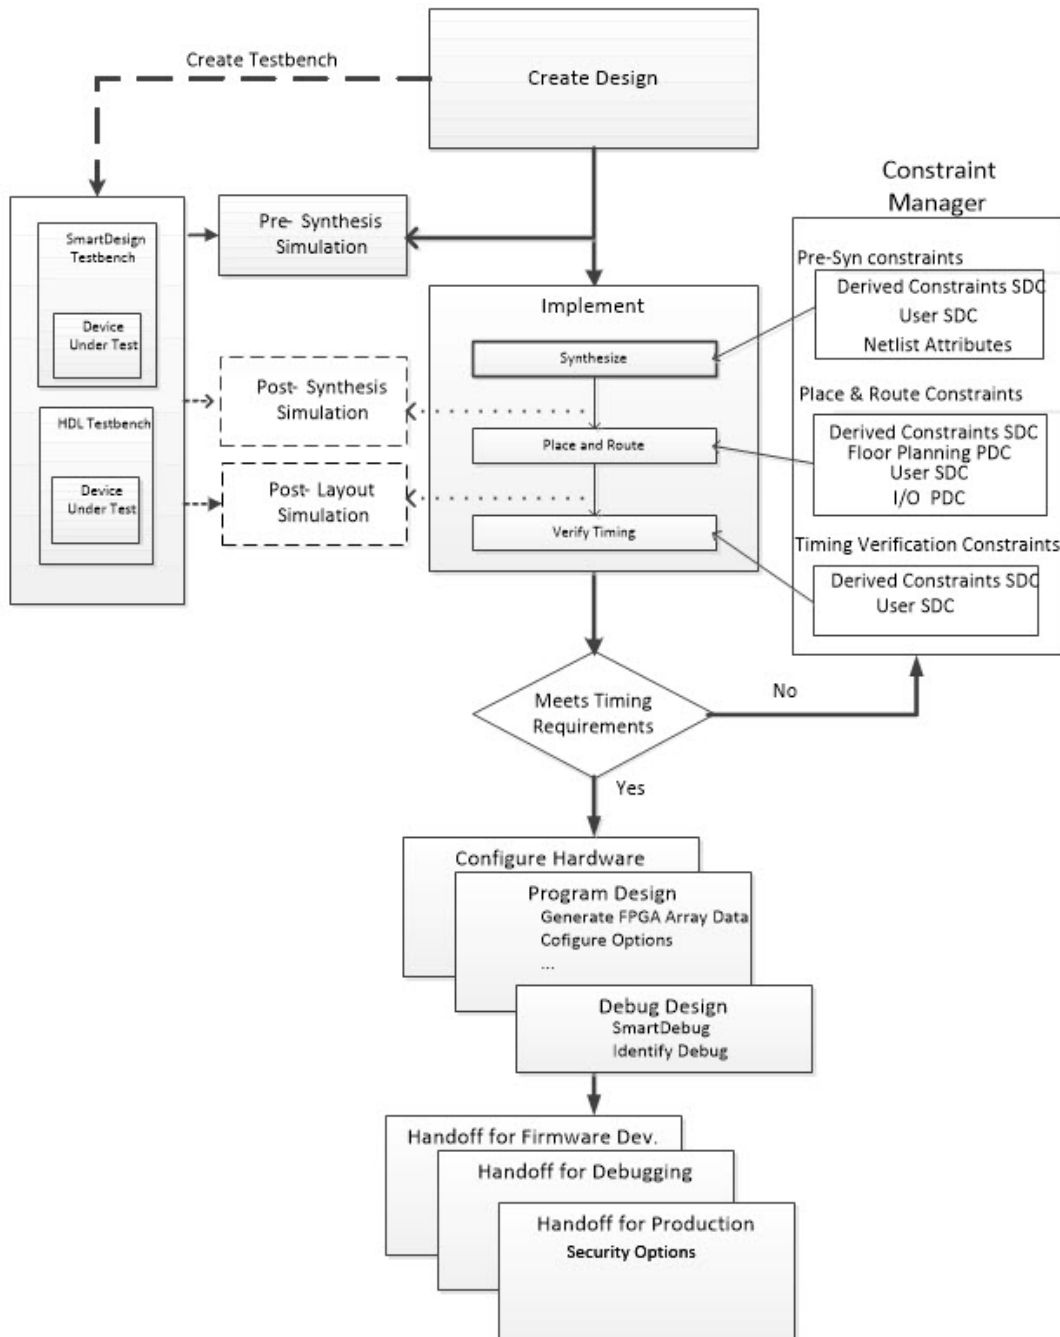 Create Testbench
Create Design
Constraint
Manager
SmartDesign
Testbench
Device
Under Test
Pre- Synthesis
Simulation
Implement
Pre-Syn constraints
Derived Constraints SDC
User SDC
Netlist Attributes
Synthesize
Post- Synthesis
Simulation
HDL Testbench
Device
Under Test
Place & Route Constraints
Derived Constraints SDC
Floor Planning PDC
User SDC
I/O PDC
Place and Route
Post- Layout
Simulation
Verify Timing
Timing Verification Constraints
Derived Constraints SDC
User SDC
Meets Timing
Requirements
No
Yes
Configure Hardware
Program Design
Generate FPGA Array Data
Cofigure Options
...
Debug Design
SmartDebug
Identify Debug
Handoff for Firmware Dev.
Handoff for Debugging
Handoff for Production
Security Options